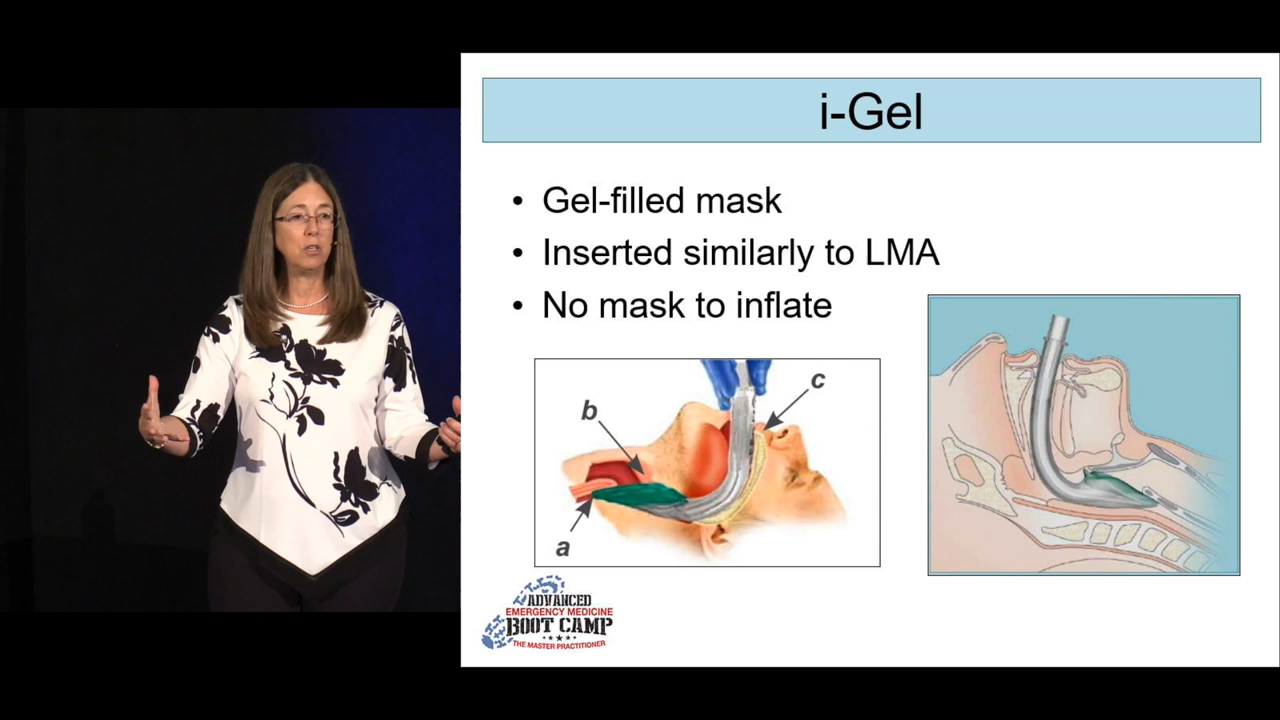 i-Gel
• Gel-filled mask
• Inserted similarly to LMA
• No mask to inflate
b
c
a
ADVANCED
EMERGENCY MEDICINE
BOOT CAMP
THE MASTER PRACTITIONER